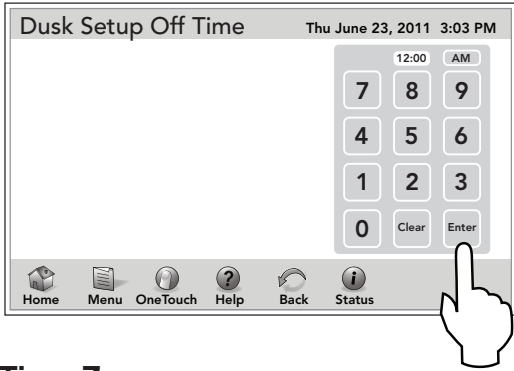 Dusk Setup Off Time
Thu June 23, 2011 3:03 PM
12:00 AM
7 8 9
4 5 6
1 2 3
0 Clear Enter
Home Menu OneTouch Help Back Status